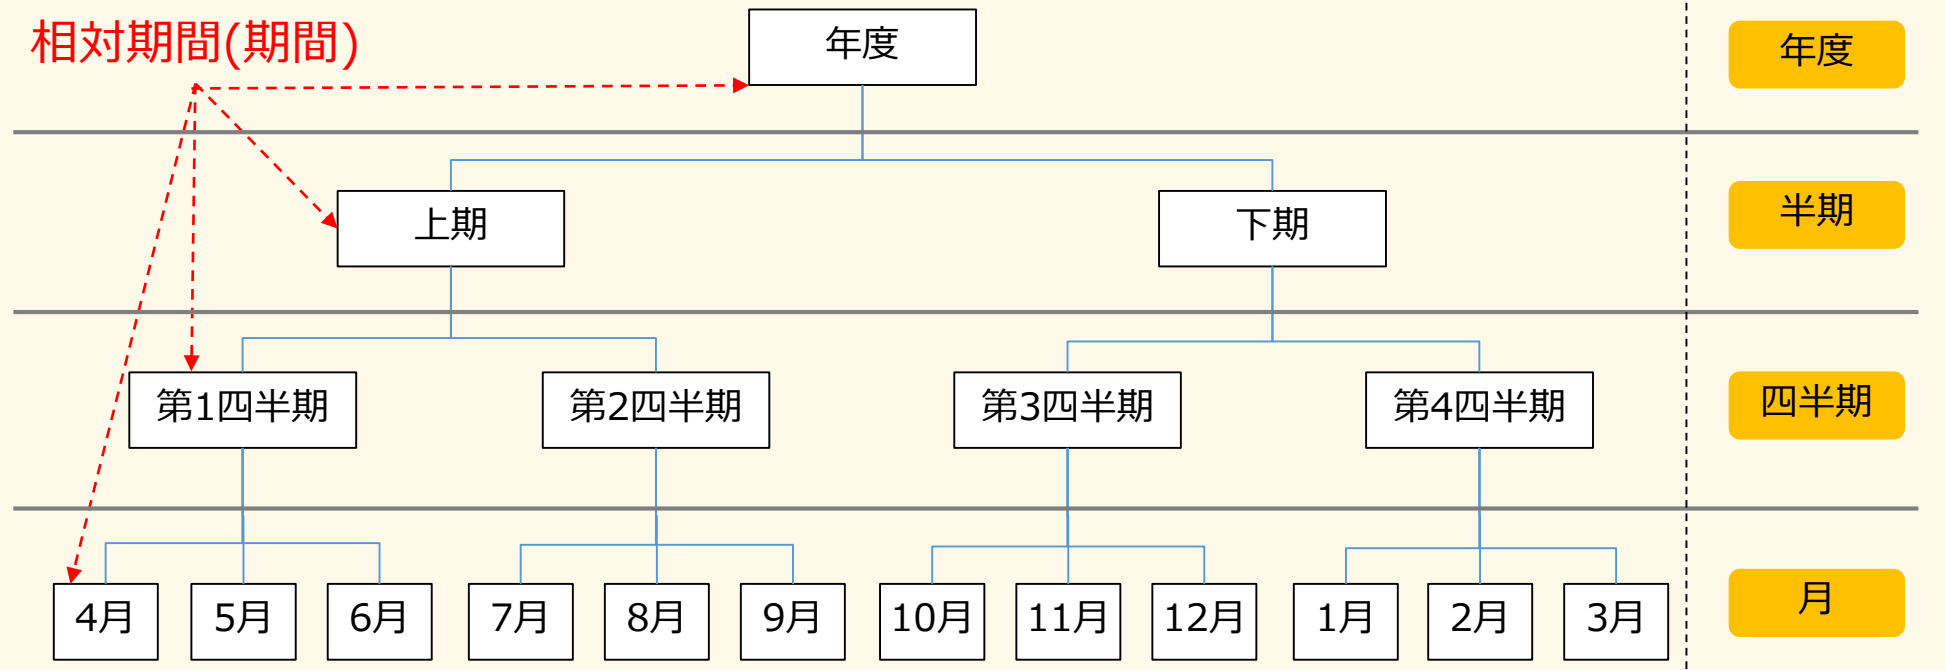 相対期間(期間)
年度
年度
上期
下期
半期
第1四半期
第2四半期
第3四半期
第4四半期
四半期
4月
5月
6月
7月
8月
9月
10月
11月
12月
1月
2月
3月
月